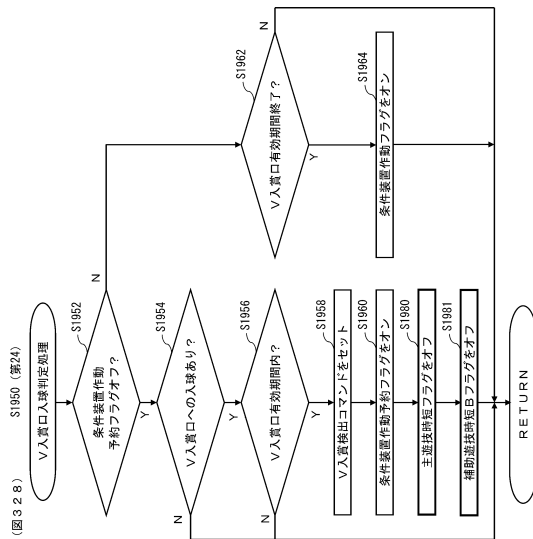 (図３２８)
S1950 (第24)
Ｖ入賞口入球判定処理
S1952
条件装置作動
予約フラグオフ？
N
Y
S1954
Ｖ入賞口への入球あり？
N
Y
S1956
Ｖ入賞口有効期間内？
N
Y
S1958
Ｖ入賞検出コマンドをセット
S1960
条件装置作動予約フラグをオン
S1980
主遊技時短フラグをオフ
S1981
補助遊技時短Ｂフラグをオフ
S1962
Ｖ入賞口有効期間終了？
N
Y
S1964
条件装置作動フラグをオン
ＲＥＴＵＲＮ